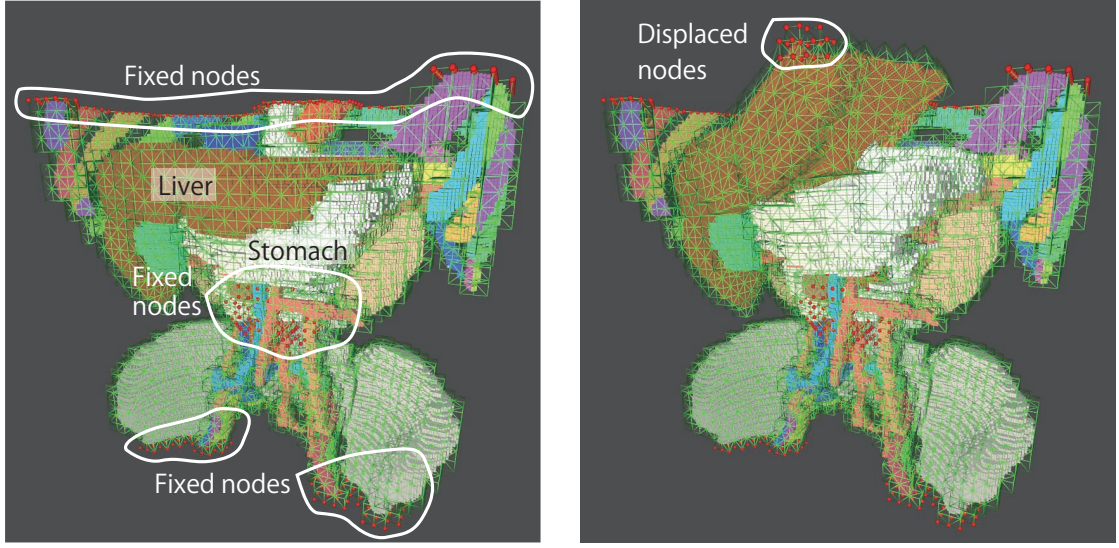 Fixed nodes
Liver
Stomach
Fixed
nodes
Fixed nodes
Displaced
nodes